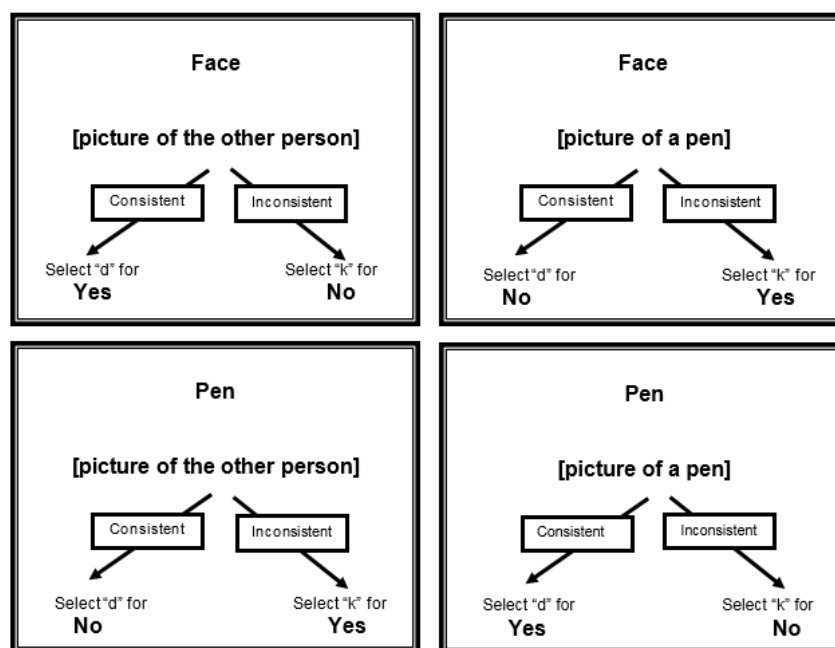 Face
[picture of the other person]
Consistent
Inconsistent
Select “d” for
Yes
Select “k” for
No
Face
[picture of a pen]
Consistent
Inconsistent
Select “d” for
No
Select “k” for
Yes
Pen
[picture of the other person]
Consistent
Inconsistent
Select “d” for
No
Select “k” for
Yes
Pen
[picture of a pen]
Consistent
Inconsistent
Select “d” for
Yes
Select “k” for
No